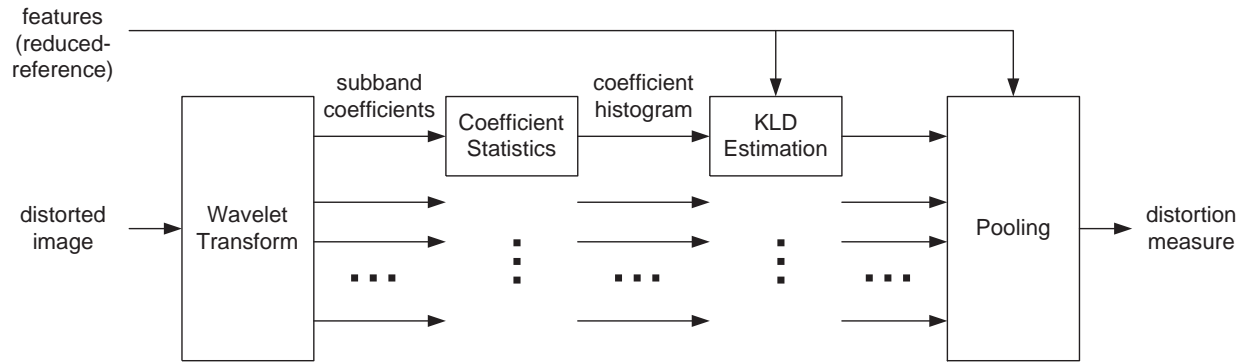 features
(reduced-
reference)
subband
coefficients
coefficient
histogram
Coefficient
Statistics
KLD
Estimation
distorted
image
Wavelet
Transform
Pooling
distortion
measure